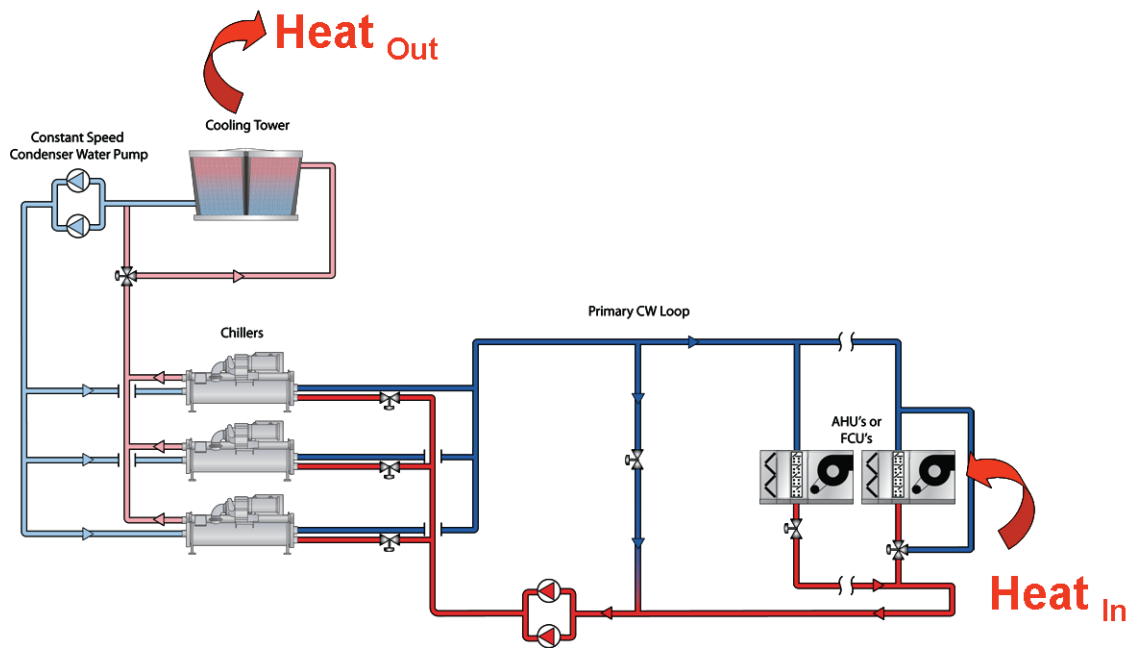 Heat Out
Cooling Tower
Constant Speed
Condenser Water Pump
Primary CW Loop
Chillers
AHU's or
FCU's
Heat In